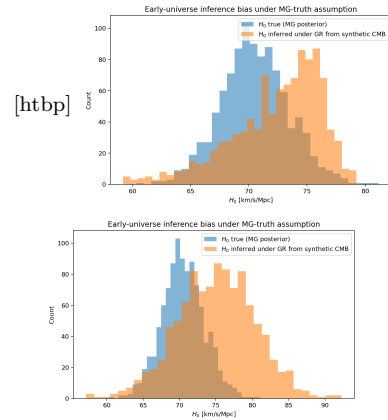 Early-universe inference bias under MG-truth assumption
H₀ true (MG posterior)
H₀ inferred under GR from synthetic CMB
[htbp]
Count
100
80
60
40
20
0
60
65
70
75
80
H₀ [km/s/Mpc]
Early-universe inference bias under MG-truth assumption
H₀ true (MG posterior)
H₀ inferred under GR from synthetic CMB
Count
100
80
60
40
20
0
60
65
70
75
80
85
90
H₀ [km/s/Mpc]